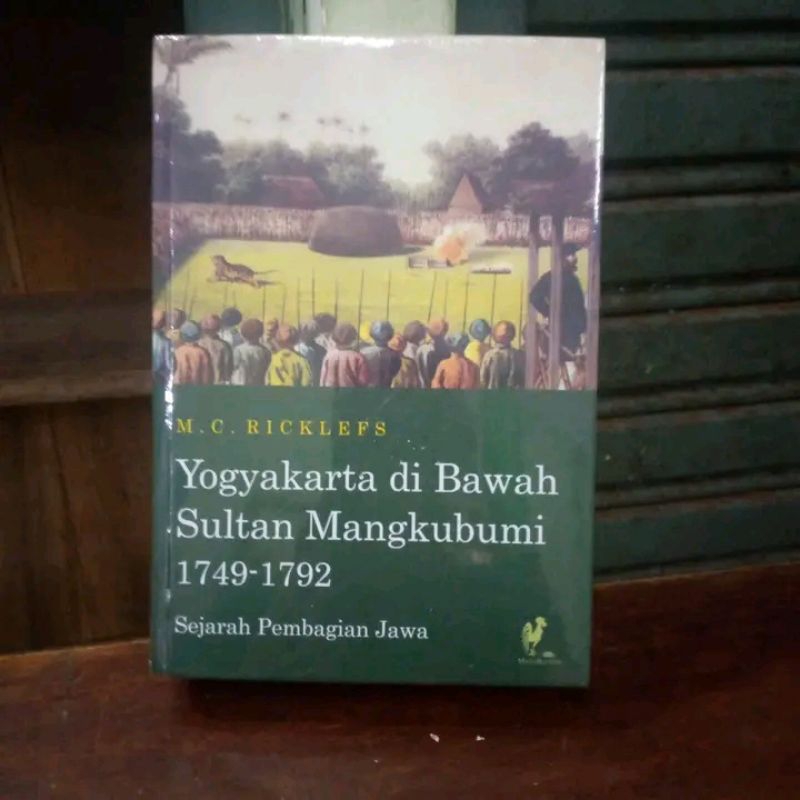 M.C. RICKLEFS
Yogyakarta di Bawah
Sultan Mangkubumi
1749-1792
Sejarah Pembagian Jawa